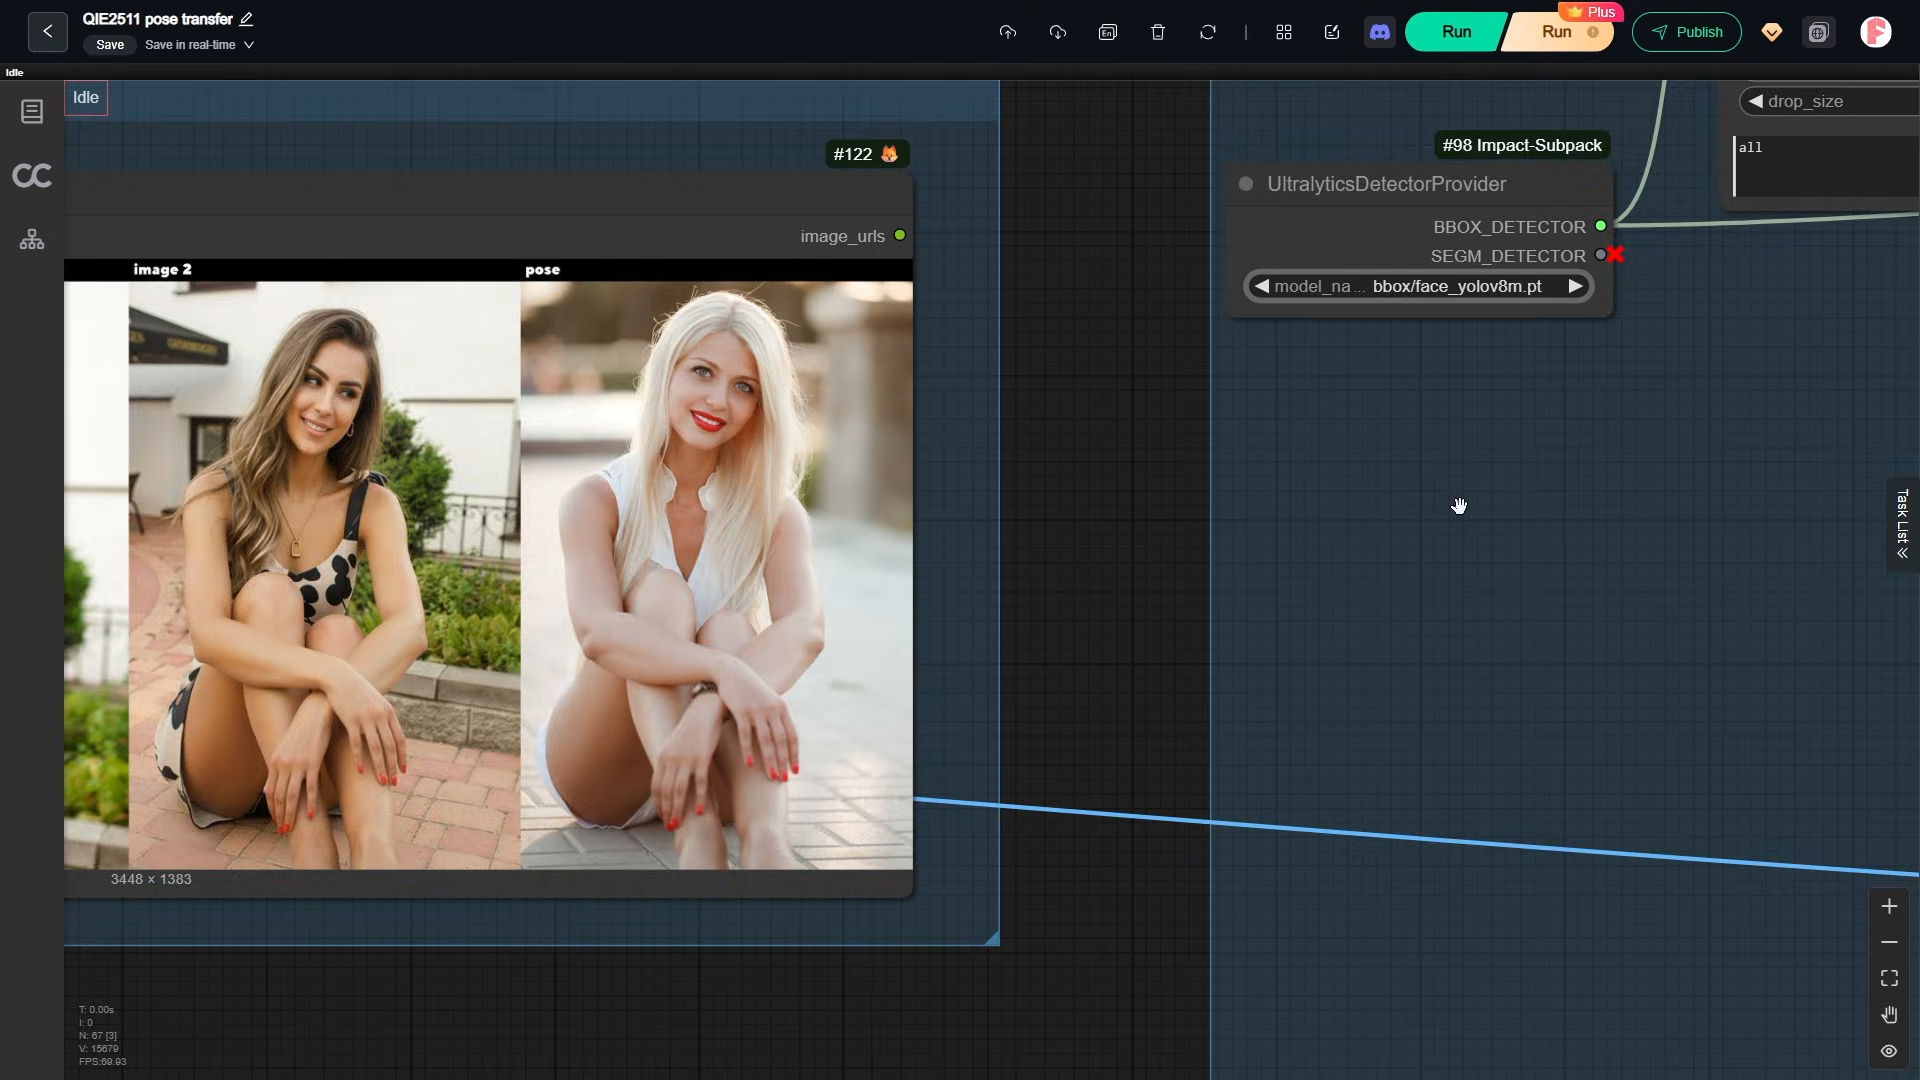 QIE2511 pose transfer
Save
Save in real-time
Run
Run
Plus
Publish
Idle
Idle
#122
image_urls
image 2
pose
3448 × 1383
#98 Impact-Subpack
UltralyticsDetectorProvider
BBOX_DETECTOR
SEGM_DETECTOR
model_na... bbox/face_yolov8m.pt
drop_size
all
Task List
T: 0.00s
I: 0
N: 67 [3]
V: 15679
FPS:69.93